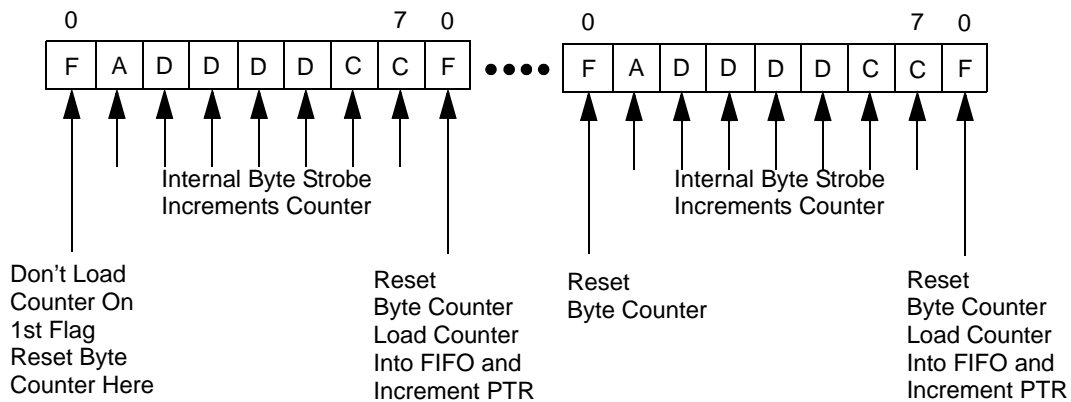 0 7 0 0 7 0
F A D D D D C C F F A D D D D C C F
Internal Byte Strobe
Increments Counter
Internal Byte Strobe
Increments Counter
Don't Load
Counter On
1st Flag
Reset Byte
Counter Here
Reset
Byte Counter
Load Counter
Into FIFO and
Increment PTR
Reset
Byte Counter
Reset
Byte Counter
Load Counter
Into FIFO and
Increment PTR